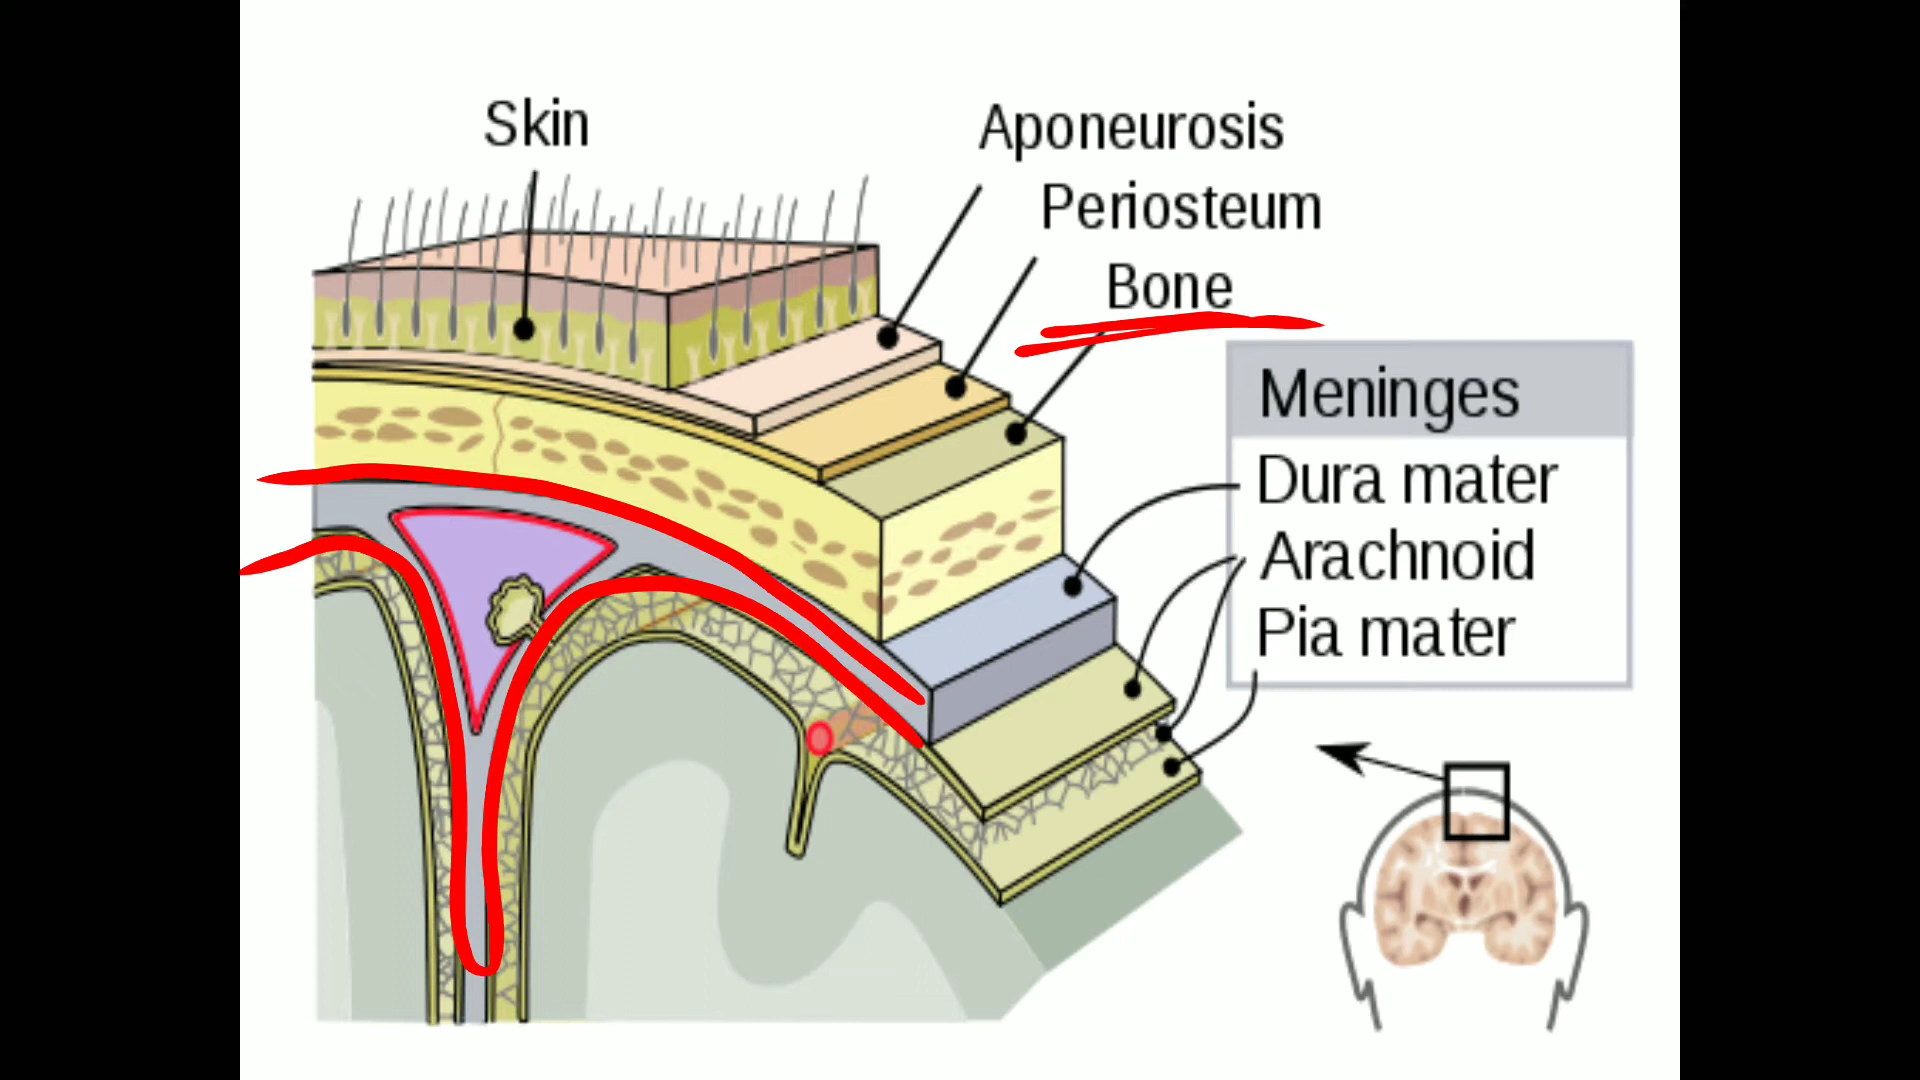 Skin
Aponeurosis
Periosteum
Bone
Meninges
Dura mater
Arachnoid
Pia mater